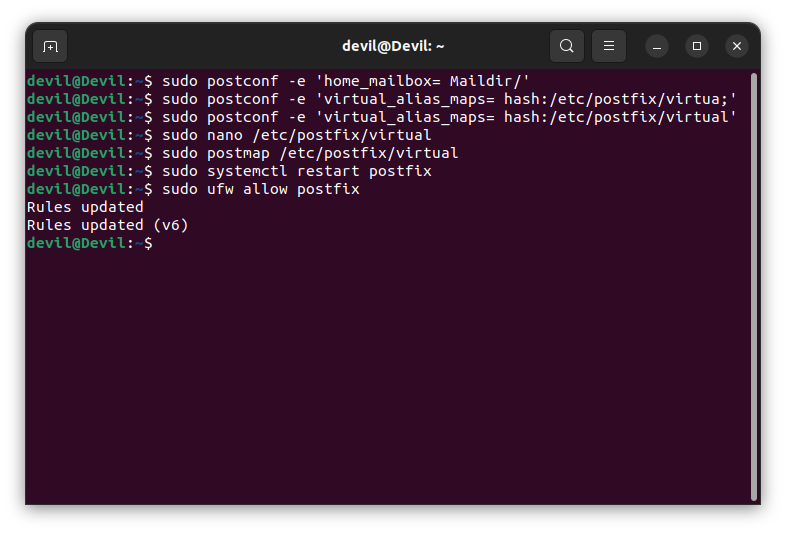 devil@Devil: ~
devil@Devil:~$ sudo postconf -e 'home_mailbox= Maildir/'
devil@Devil:~$ sudo postconf -e 'virtual_alias_maps= hash:/etc/postfix/virtua;'
devil@Devil:~$ sudo postconf -e 'virtual_alias_maps= hash:/etc/postfix/virtual'
devil@Devil:~$ sudo nano /etc/postfix/virtual
devil@Devil:~$ sudo postmap /etc/postfix/virtual
devil@Devil:~$ sudo systemctl restart postfix
devil@Devil:~$ sudo ufw allow postfix
Rules updated
Rules updated (v6)
devil@Devil:~$